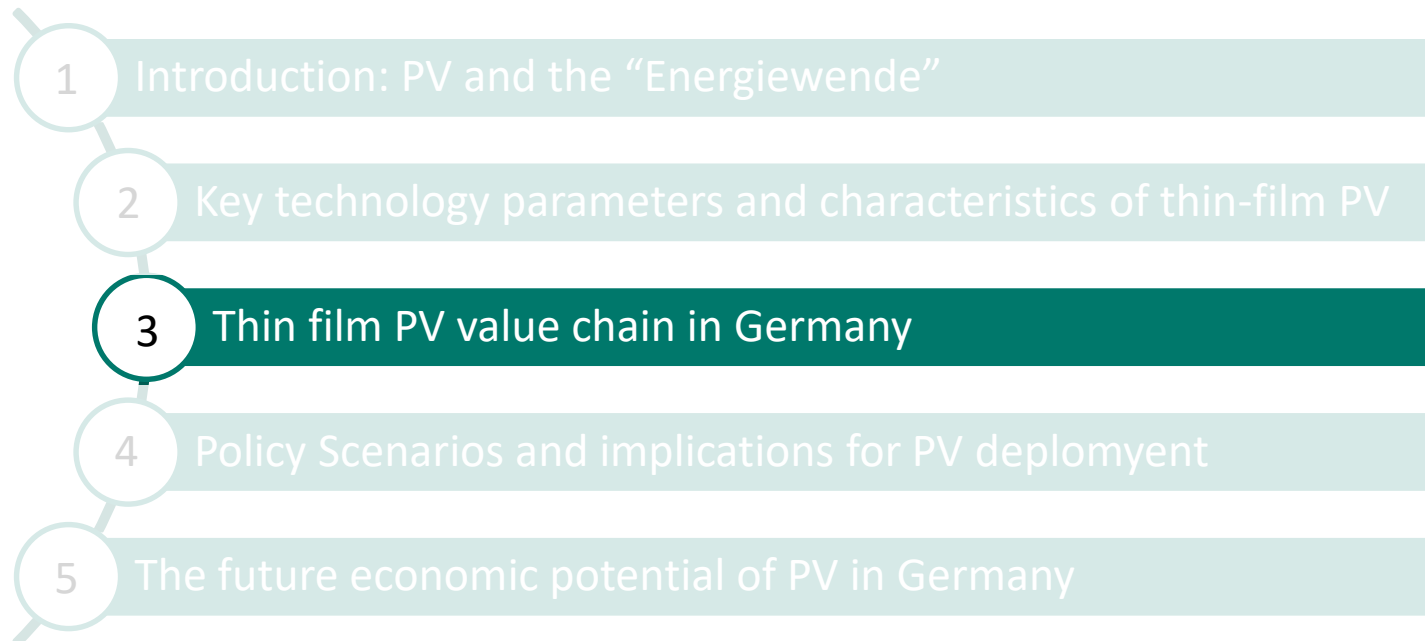 1 Introduction: PV and the “Energiewende”
2 Key technology parameters and characteristics of thin-film PV
3 Thin film PV value chain in Germany
4 Policy Scenarios and implications for PV deplomyent
5 The future economic potential of PV in Germany